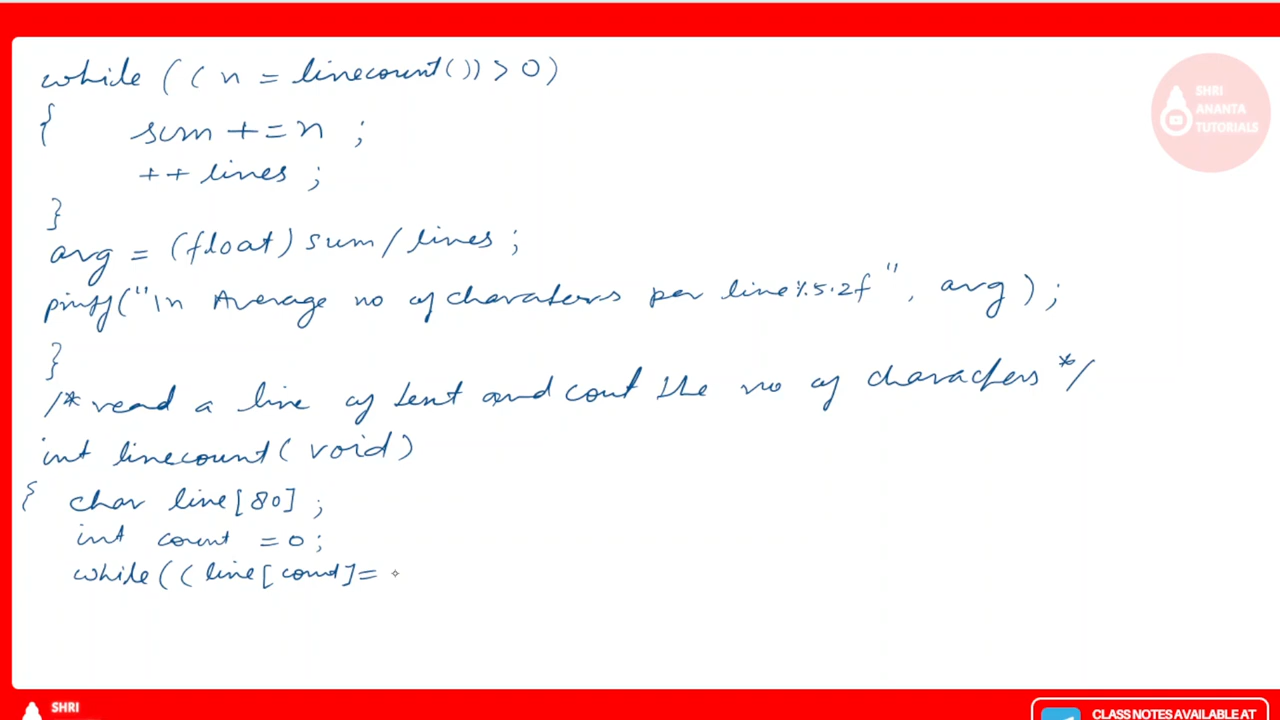 while ((n = linecount()) > 0)
{ sum += n ;
++ lines ;
}
avg = (float) sum / lines ;
printf("\n Average no of charaters per line %5.2f ", avg ) ;
}
/* read a line of text and cout the no of characters */
int linecount( void)
{ char line[80] ;
int count = 0 ;
while (( line[count] =
SHRI
ANANTA
TUTORIALS
SHRI
CLASS NOTES AVAILABLE AT